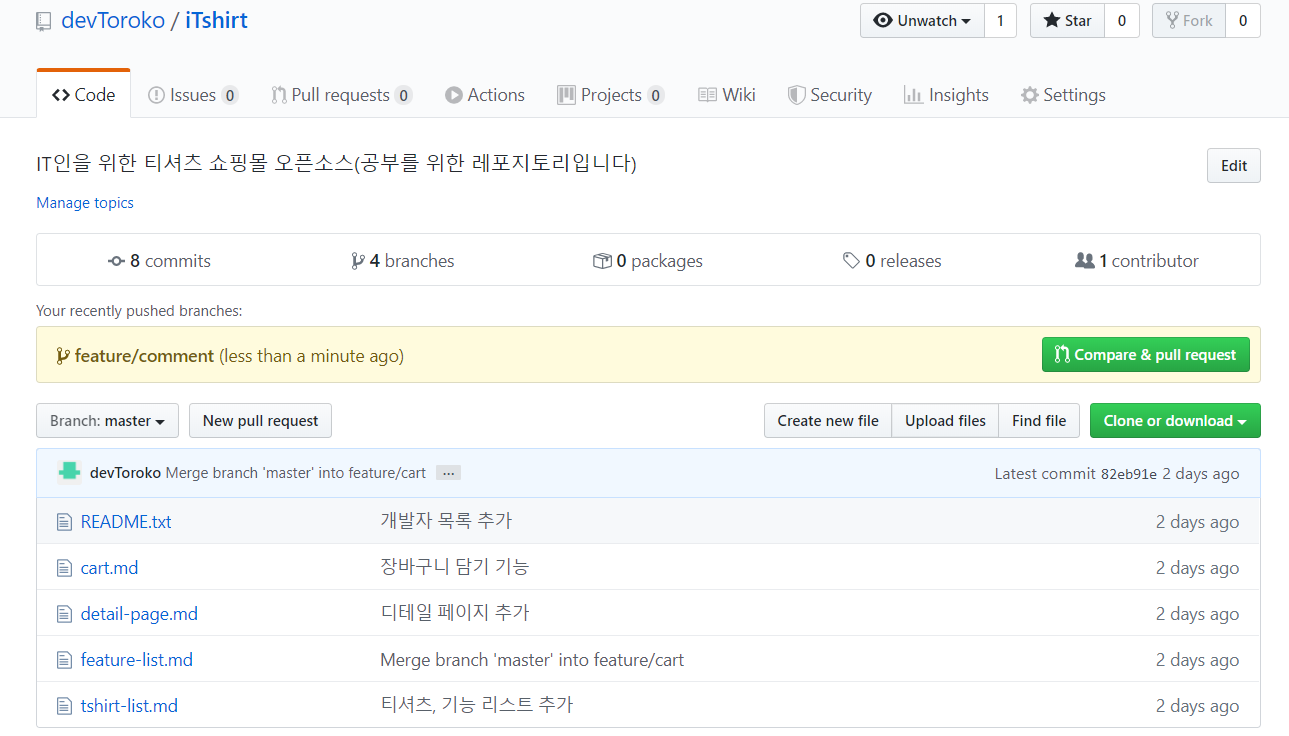 devToroko / iTshirt
Unwatch 1 Star 0 Fork 0
Code Issues 0 Pull requests 0 Actions Projects 0 Wiki Security Insights Settings
IT인을 위한 티셔츠 쇼핑몰 오픈소스(공부를 위한 레포지토리입니다) Edit
Manage topics
8 commits 4 branches 0 packages 0 releases 1 contributor
Your recently pushed branches:
feature/comment (less than a minute ago) Compare & pull request
Branch: master New pull request Create new file Upload files Find file Clone or download
devToroko Merge branch 'master' into feature/cart ... Latest commit 82eb91e 2 days ago
README.txt 개발자 목록 추가 2 days ago
cart.md 장바구니 담기 기능 2 days ago
detail-page.md 디테일 페이지 추가 2 days ago
feature-list.md Merge branch 'master' into feature/cart 2 days ago
tshirt-list.md 티셔츠, 기능 리스트 추가 2 days ago